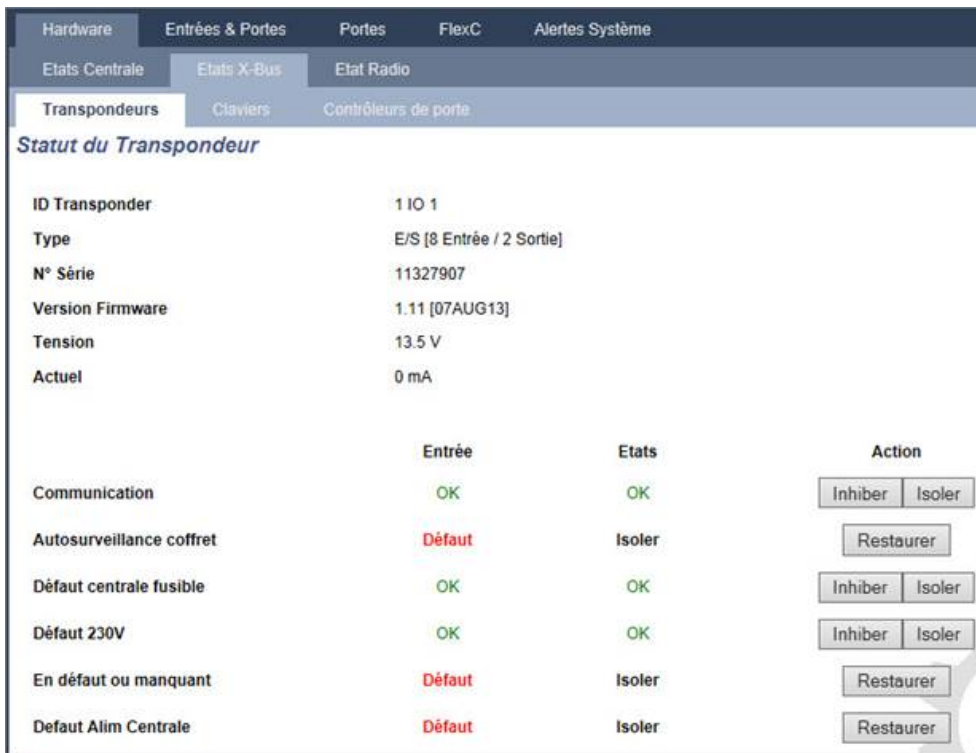 Hardware Entrées & Portes Portes FlexC Alertes Système
Etats Centrale Etats X-Bus Etat Radio
Transpondeurs Claviers Contrôleurs de porte
Statut du Transpondeur
ID Transponder 1 IO 1
Type E/S [8 Entrée / 2 Sortie]
N° Série 11327907
Version Firmware 1.11 [07AUG13]
Tension 13.5 V
Actuel 0 mA
Entrée Etats Action
Communication OK OK Inhiber Isoler
Autosurveillance coffret Défaut Isoler Restaurer
Défaut centrale fusible OK OK Inhiber Isoler
Défaut 230V OK OK Inhiber Isoler
En défaut ou manquant Défaut Isoler Restaurer
Defaut Alim Centrale Défaut Isoler Restaurer